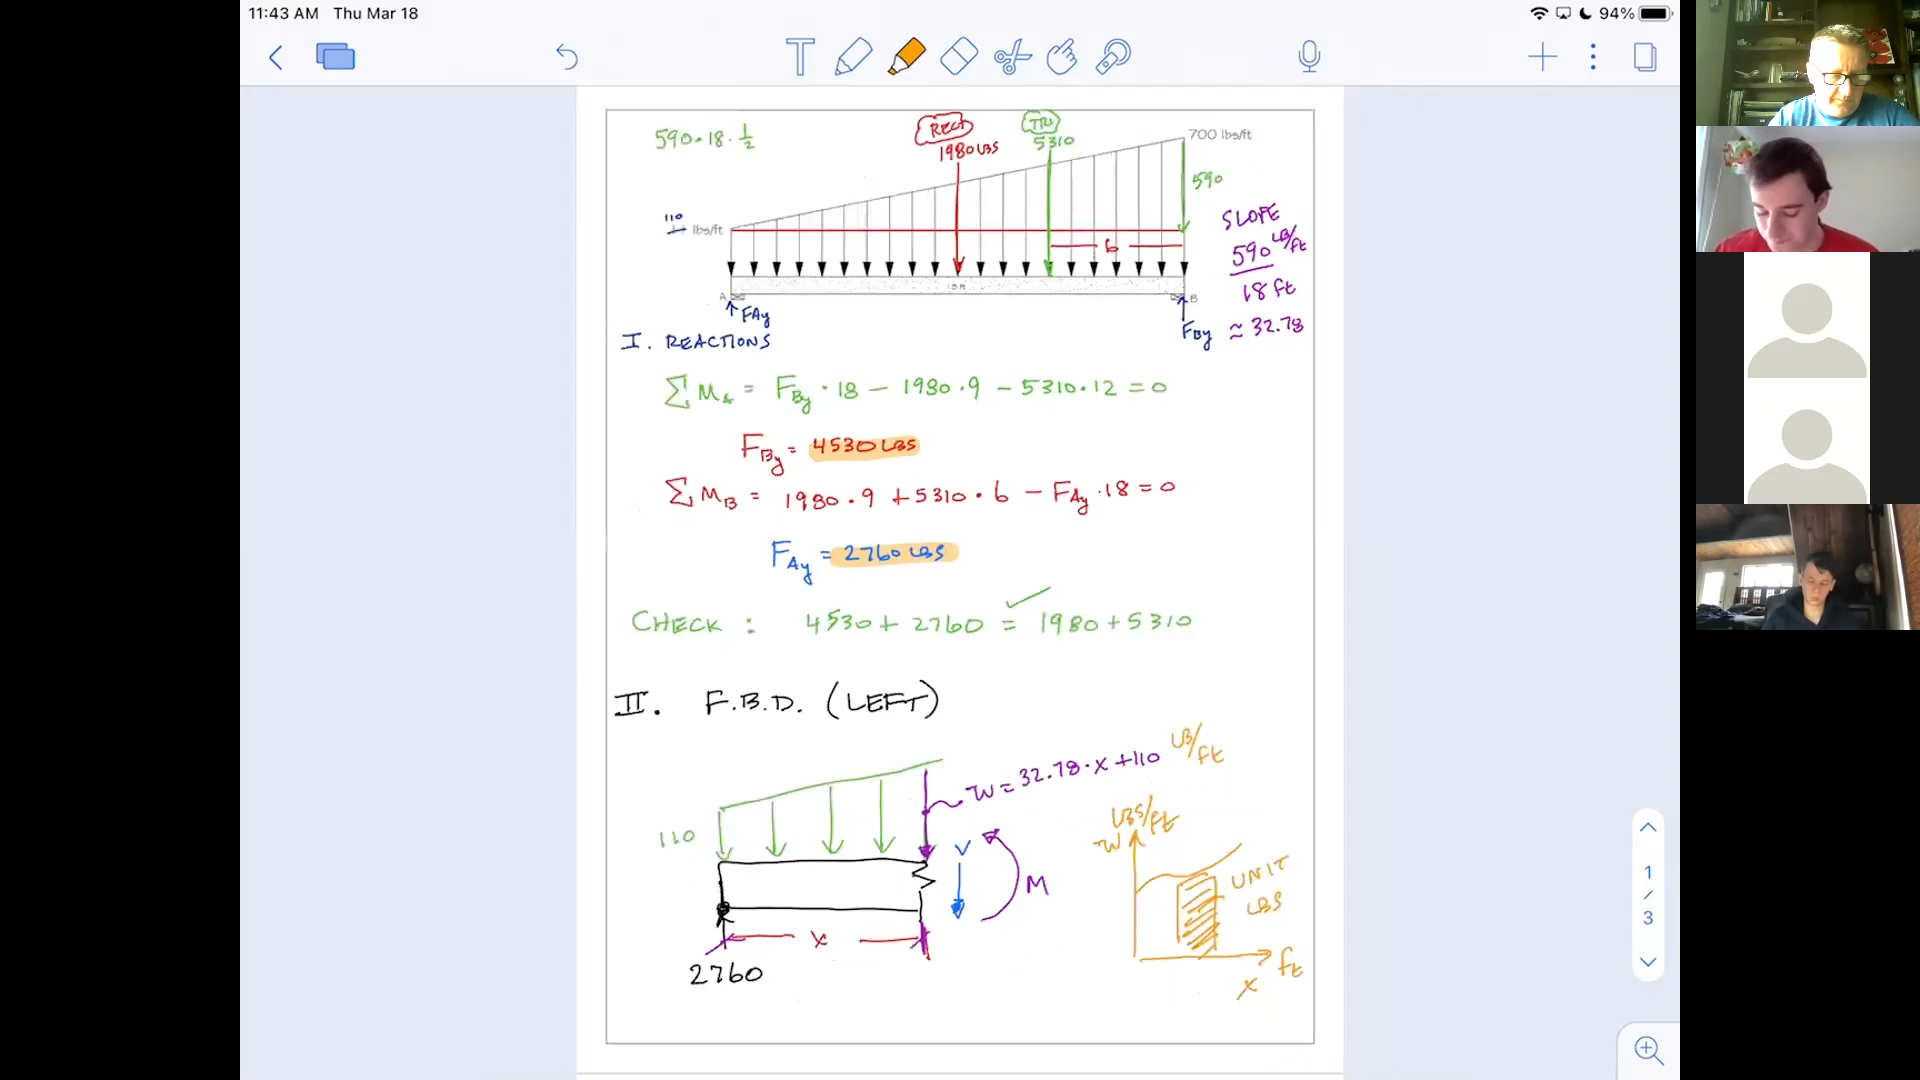 11:43 AM Thu Mar 18
94%
590 · 18 · 1/2
RECT
1980 LBS
TRI
5310
700 lbs/ft
590
110
lbs/ft
6
SLOPE
590 LB/ft
18 ft
≈ 32.78
A
B
FAy
FBy
I. REACTIONS
∑ MA = FBy · 18 – 1980 · 9 – 5310 · 12 = 0
FBy = 4530 LBS
∑ MB = 1980 · 9 + 5310 · 6 – FAy · 18 = 0
FAy = 2760 LBS
CHECK : 4530 + 2760 = 1980 + 5310
II. F.B.D. (LEFT)
W = 32.78 · x + 110 LB/ft
110
V
M
x
2760
LBS/ft
W
UNIT
LBS
ft
x
1
/
3